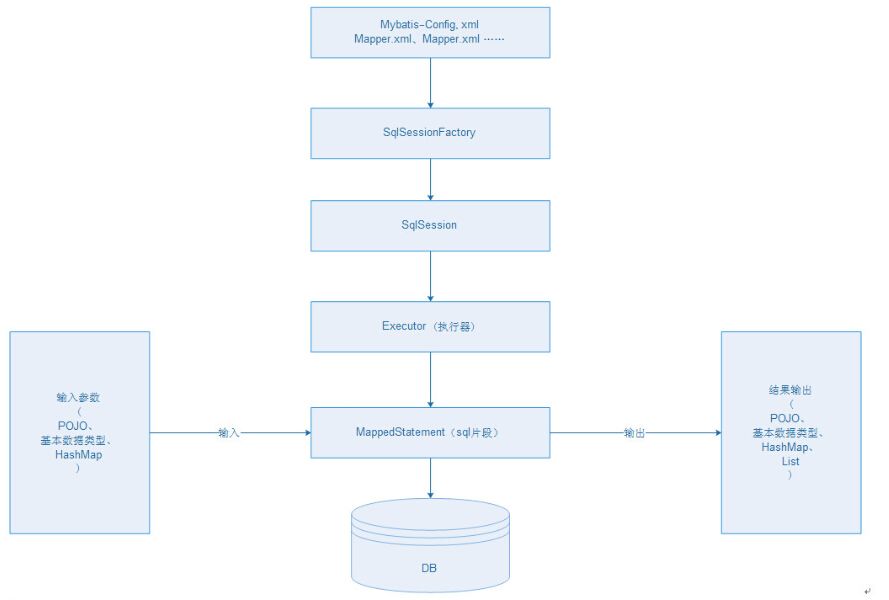 Mybatis-Config, xml
Mapper.xml、Mapper.xml ……
SqlSessionFactory
SqlSession
Executor（执行器）
输入参数
（
POJO、
基本数据类型、
HashMap
）
输入
MappedStatement（sql片段）
输出
结果输出
（
POJO、
基本数据类型、
HashMap、
List
）
DB